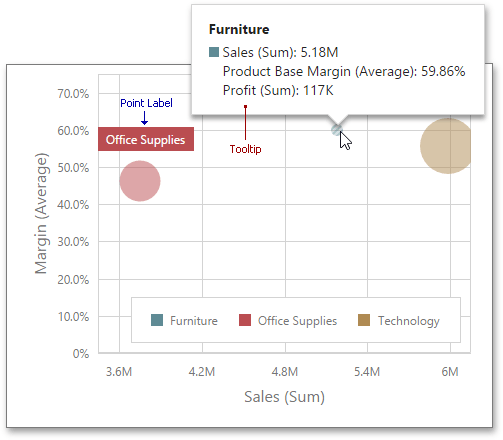 Furniture
Sales (Sum): 5.18M
Product Base Margin (Average): 59.86%
Profit (Sum): 117K
70.0%
Point Label
60.0%
Office Supplies
Tooltip
50.0%
40.0%
30.0%
20.0%
10.0%
0%
Margin (Average)
Furniture
Office Supplies
Technology
3.6M
4.2M
4.8M
5.4M
6M
Sales (Sum)